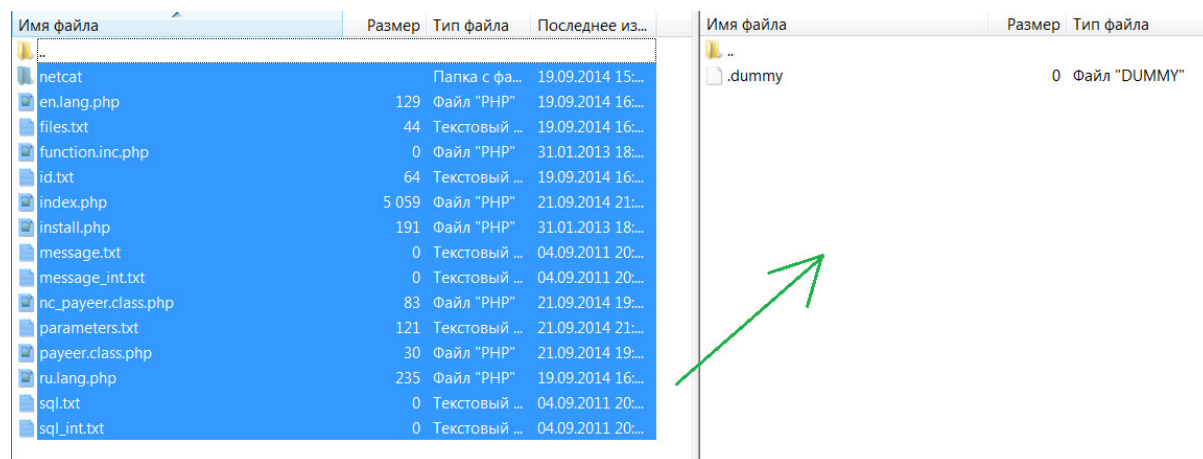 Имя файла Размер Тип файла Последнее из...
..
netcat Папка с фа... 19.09.2014 15:...
en.lang.php 129 Файл "PHP" 19.09.2014 16:...
files.txt 44 Текстовый ... 19.09.2014 16:...
function.inc.php 0 Файл "PHP" 31.01.2013 18:...
id.txt 64 Текстовый ... 19.09.2014 16:...
index.php 5 059 Файл "PHP" 21.09.2014 21:...
install.php 191 Файл "PHP" 31.01.2013 18:...
message.txt 0 Текстовый ... 04.09.2011 20:...
message_int.txt 0 Текстовый ... 04.09.2011 20:...
nc_payeer.class.php 83 Файл "PHP" 21.09.2014 19:...
parameters.txt 121 Текстовый ... 21.09.2014 21:...
payeer.class.php 30 Файл "PHP" 21.09.2014 19:...
ru.lang.php 235 Файл "PHP" 19.09.2014 16:...
sql.txt 0 Текстовый ... 04.09.2011 20:...
sql_int.txt 0 Текстовый ... 04.09.2011 20:...
Имя файла Размер Тип файла
..
.dummy 0 Файл "DUMMY"